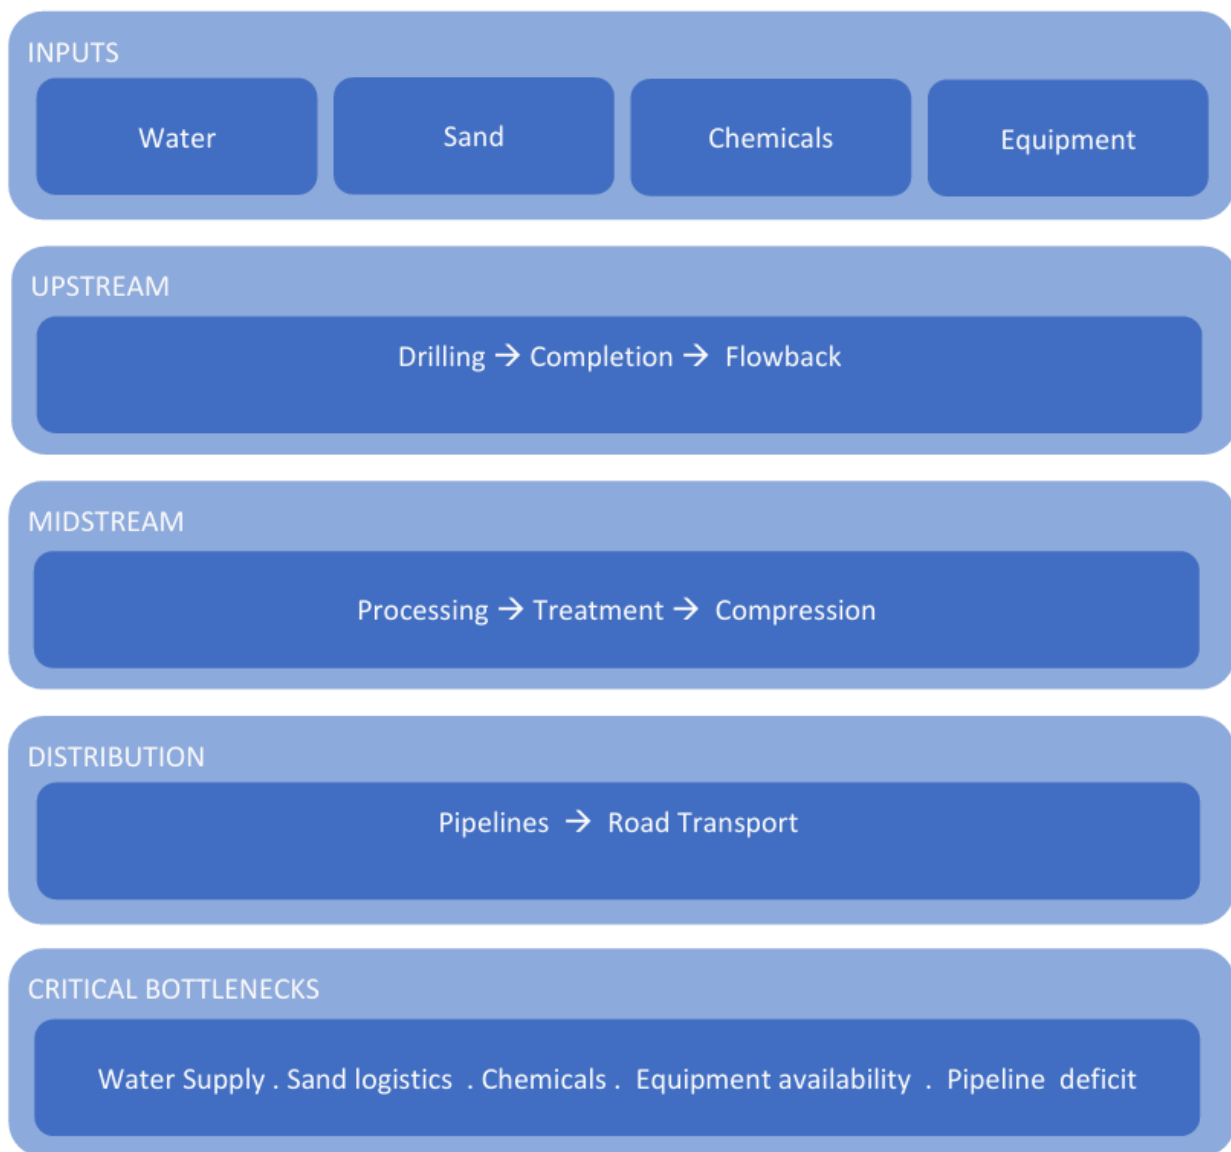 INPUTS
Water Sand Chemicals Equipment
UPSTREAM
Drilling → Completion → Flowback
MIDSTREAM
Processing → Treatment → Compression
DISTRIBUTION
Pipelines → Road Transport
CRITICAL BOTTLENECKS
Water Supply . Sand logistics . Chemicals . Equipment availability . Pipeline deficit